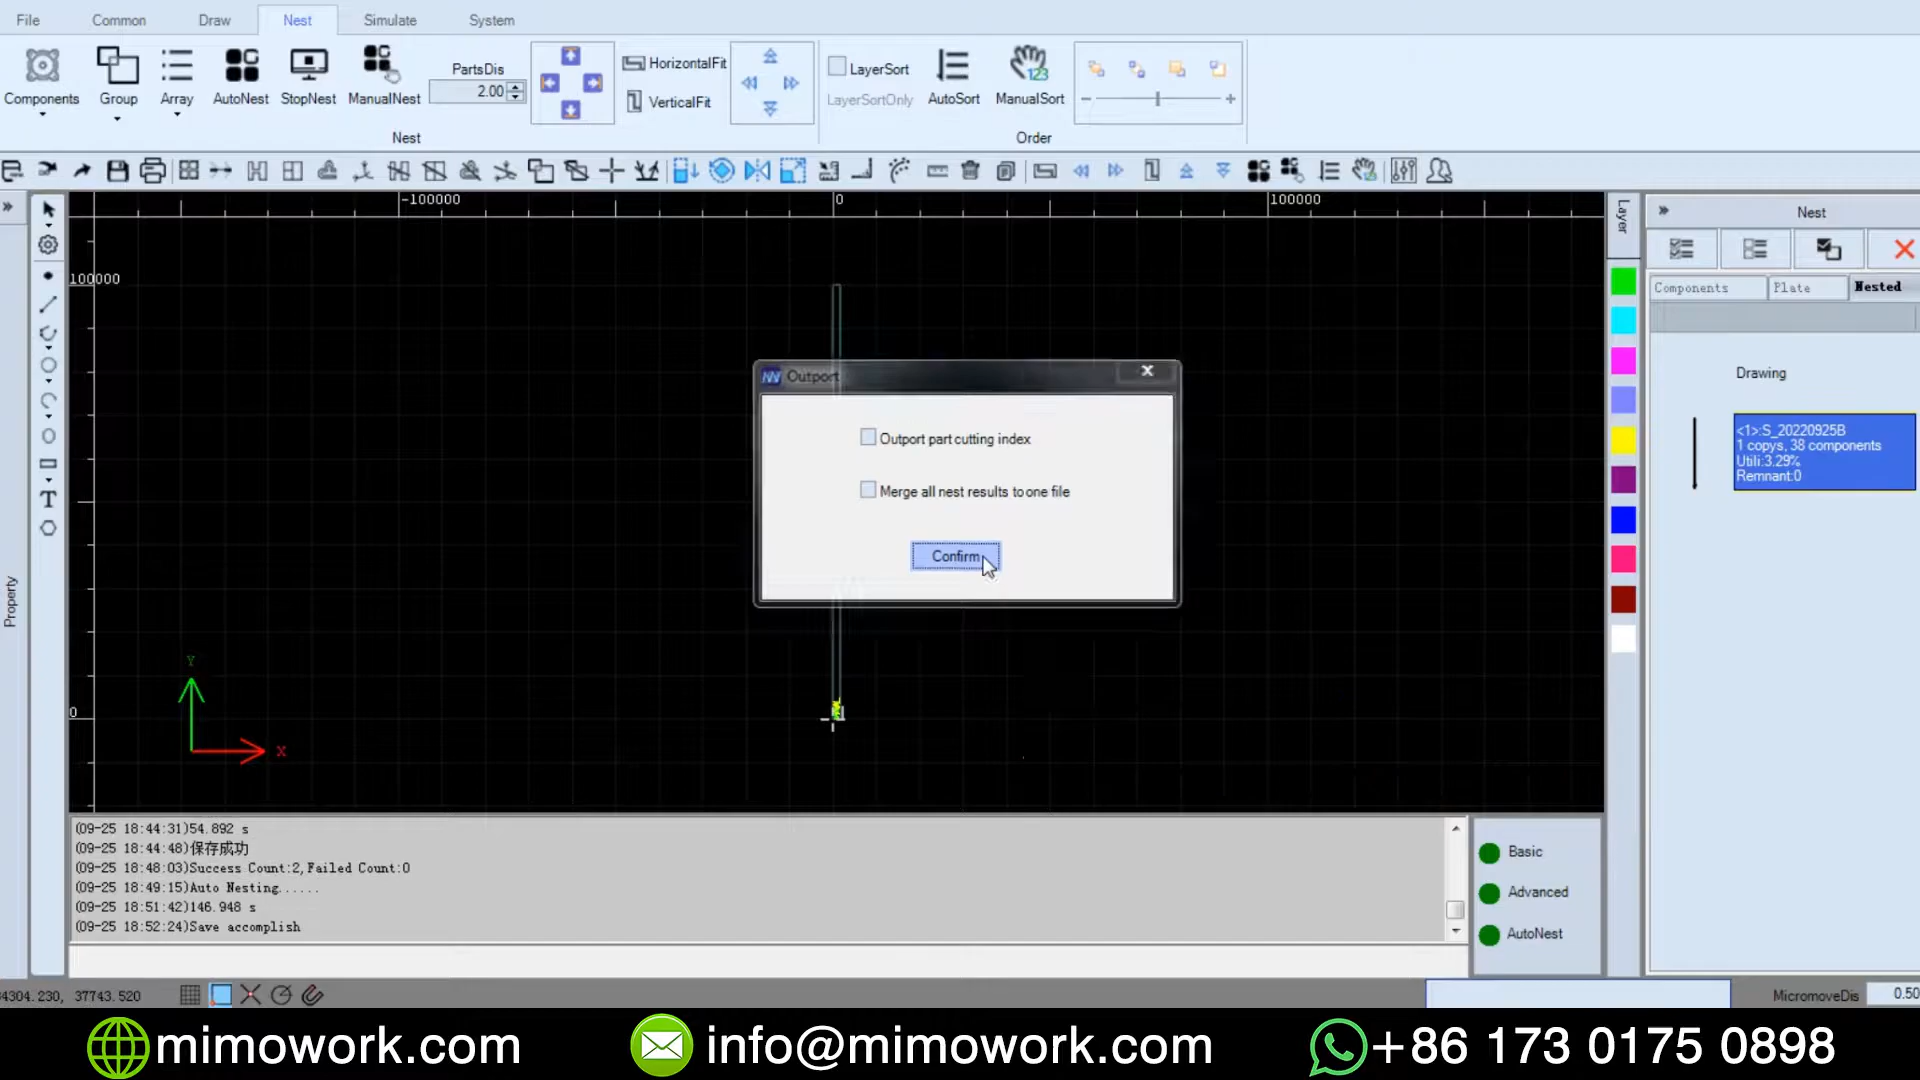 File Common Draw Nest Simulate System
Components Group Array AutoNest StopNest ManualNest
PartsDis
2.00
HorizontalFit
VerticalFit
LayerSort
LayerSortOnly
AutoSort ManualSort
123
Nest Order
-100000 0 100000
100000
0
Y
X
Property
Layer
Outport
Outport part cutting index
Merge all nest results to one file
Confirm
Nest
Components Plate Nested
Drawing
<1>:S_20220925B
1 copys, 38 components
Utili:3.29%
Remnant:0
(09-25 18:44:31)54.892 s
(09-25 18:44:48)保存成功
(09-25 18:48:03)Success Count:2,Failed Count:0
(09-25 18:49:15)Auto Nesting......
(09-25 18:51:42)146.948 s
(09-25 18:52:24)Save accomplish
Basic
Advanced
AutoNest
4304.230, 37743.520
MicromoveDis 0.50
mimowork.com info@mimowork.com +86 173 0175 0898